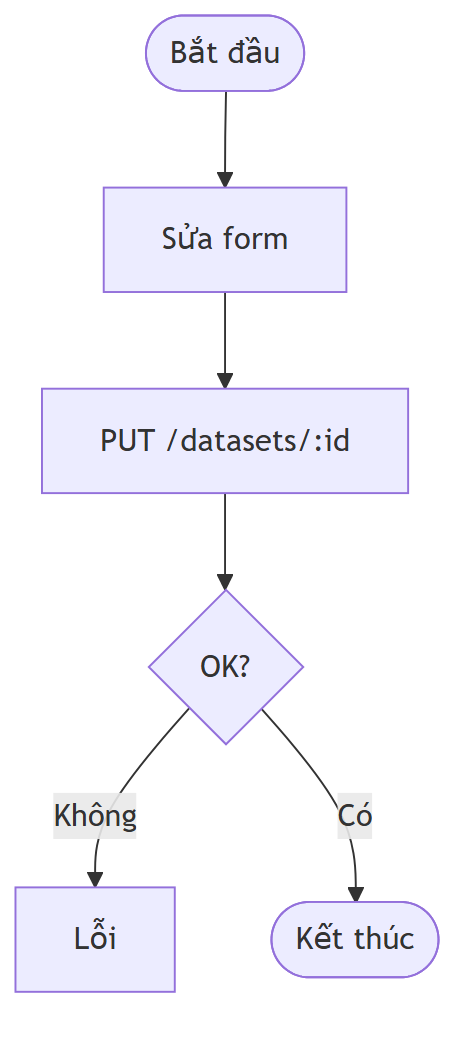 Bắt đầu
Sửa form
PUT /datasets/:id
OK?
Không
Có
Lỗi
Kết thúc